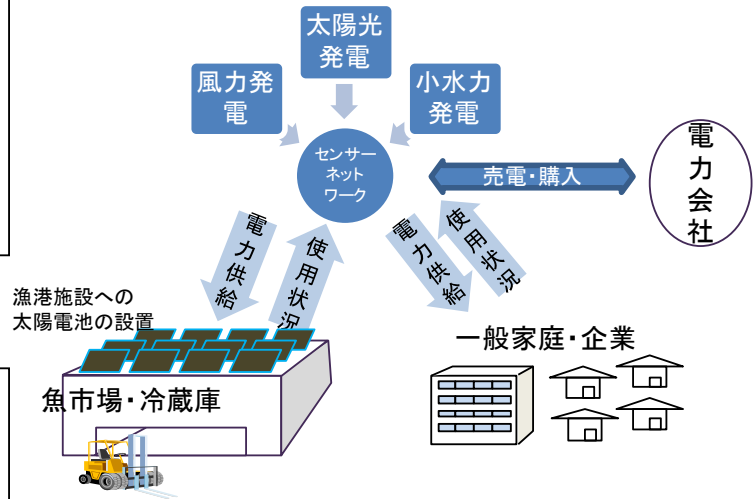 太陽光
発電
風力発
電
小水力
発電
センサー
ネット
ワーク
売電・購入
電力会社
電力供給
使用状況
電力供給
使用状況
漁港施設への
太陽電池の設置
一般家庭・企業
魚市場・冷蔵庫